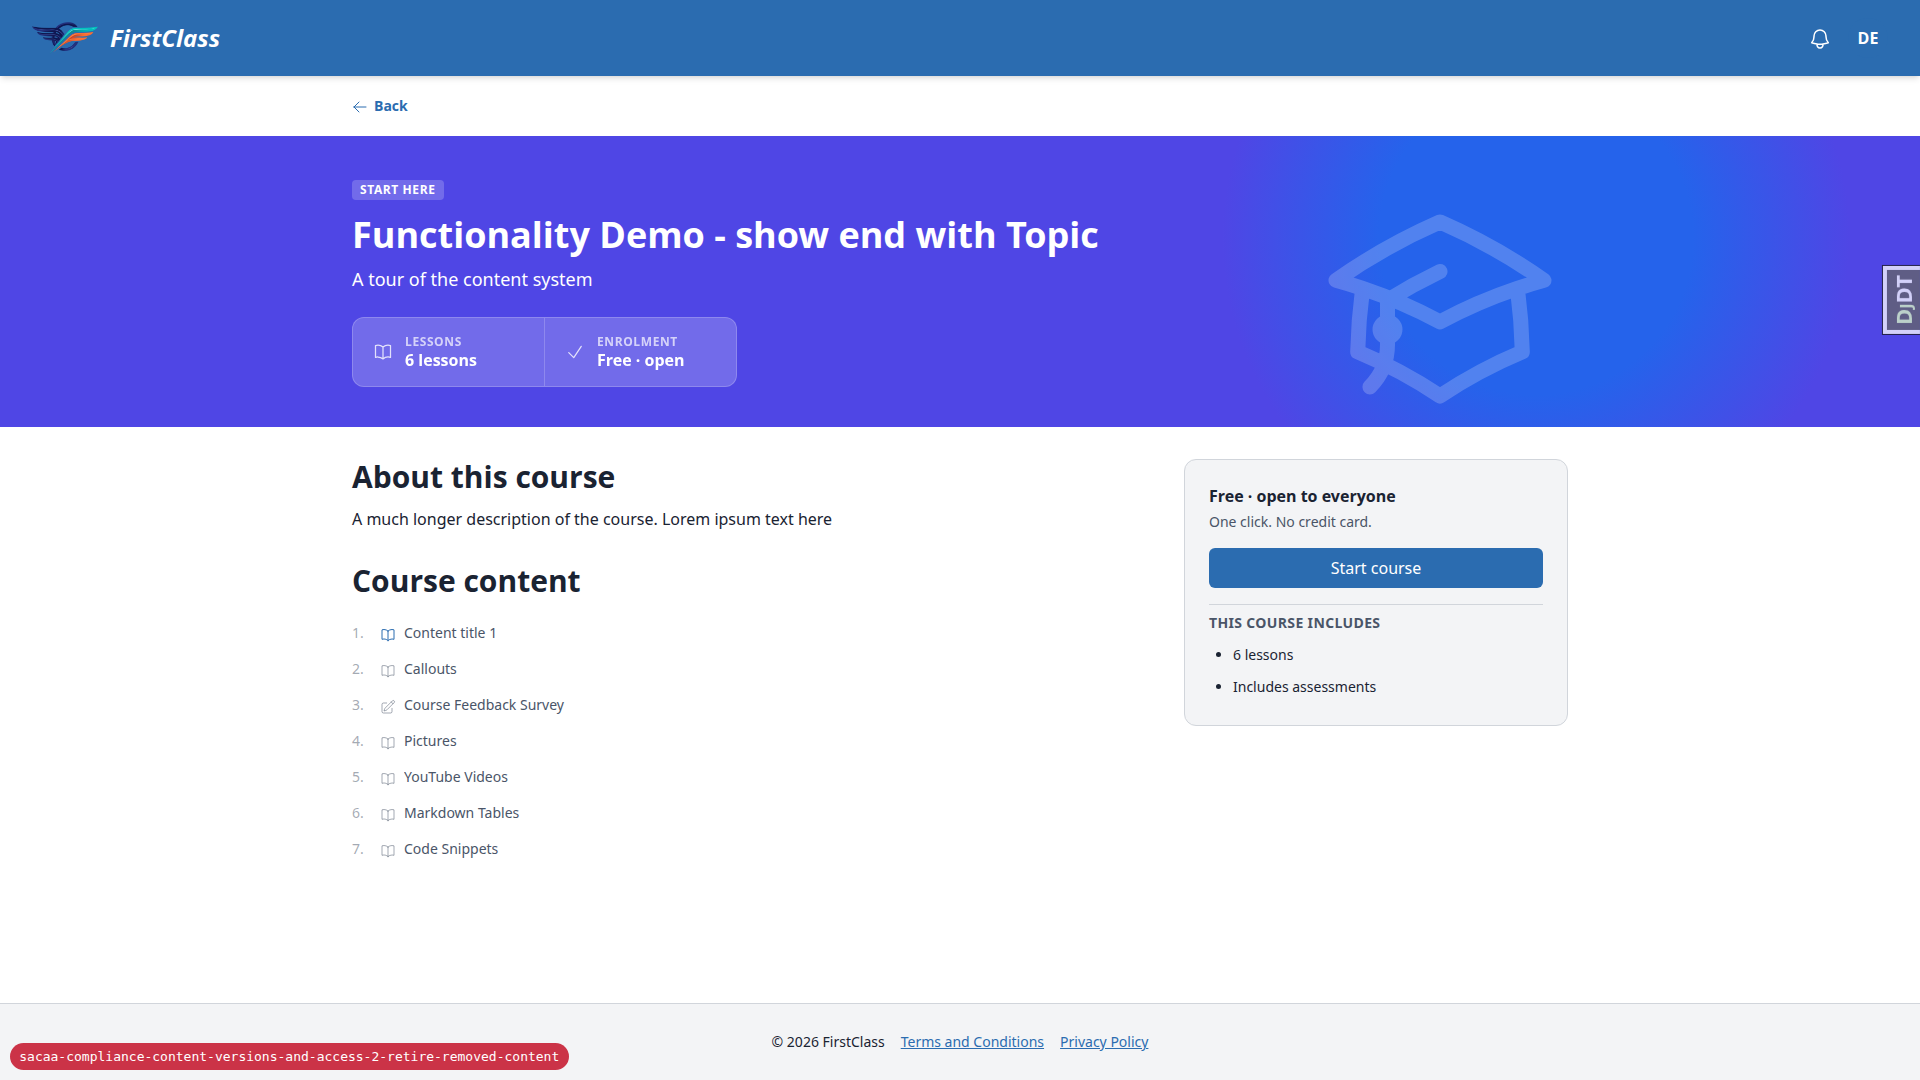 FirstClass
DE
Back
START HERE
Functionality Demo - show end with Topic
A tour of the content system
LESSONS
6 lessons
ENROLMENT
Free · open
DjDT
About this course
A much longer description of the course. Lorem ipsum text here
Course content
1. Content title 1
2. Callouts
3. Course Feedback Survey
4. Pictures
5. YouTube Videos
6. Markdown Tables
7. Code Snippets
Free · open to everyone
One click. No credit card.
Start course
THIS COURSE INCLUDES
• 6 lessons
• Includes assessments
© 2026 FirstClass Terms and Conditions Privacy Policy
sacaa-compliance-content-versions-and-access-2-retire-removed-content